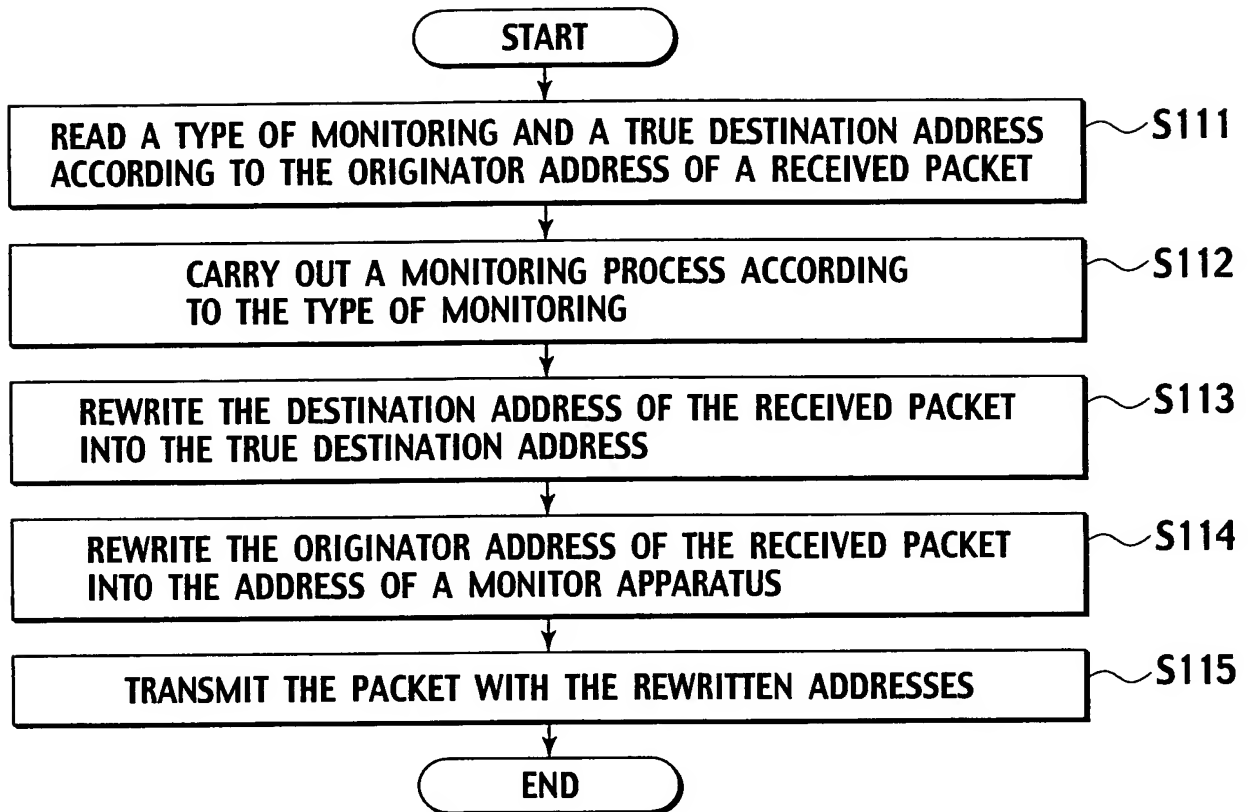 START
READ A TYPE OF MONITORING AND A TRUE DESTINATION ADDRESS
ACCORDING TO THE ORIGINATOR ADDRESS OF A RECEIVED PACKET
S111
CARRY OUT A MONITORING PROCESS ACCORDING
TO THE TYPE OF MONITORING
S112
REWRITE THE DESTINATION ADDRESS OF THE RECEIVED PACKET
INTO THE TRUE DESTINATION ADDRESS
S113
REWRITE THE ORIGINATOR ADDRESS OF THE RECEIVED PACKET
INTO THE ADDRESS OF A MONITOR APPARATUS
S114
TRANSMIT THE PACKET WITH THE REWRITTEN ADDRESSES
S115
END